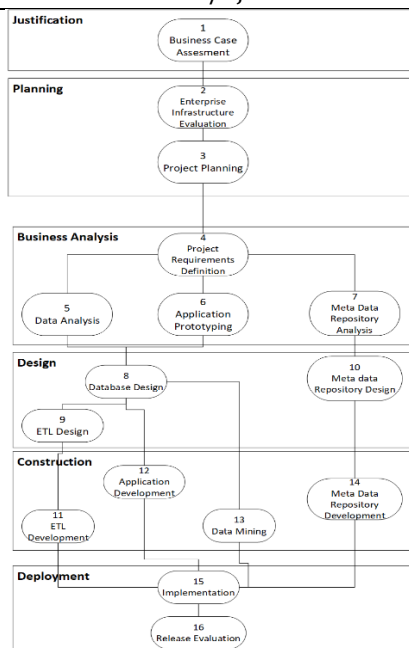 Justification
1
Business Case
Assesment
Planning
2
Enterprise
Infrastructure
Evaluation
3
Project Planning
Business Analysis
4
Project
Requirements
Definition
5
Data Analysis
6
Application
Prototyping
7
Meta Data
Repository
Analysis
Design
8
Database Design
9
ETL Design
10
Meta data
Repository Design
Construction
11
ETL
Development
12
Application
Development
13
Data Mining
14
Meta Data
Repository
Development
Deployment
15
Implementation
16
Release Evaluation